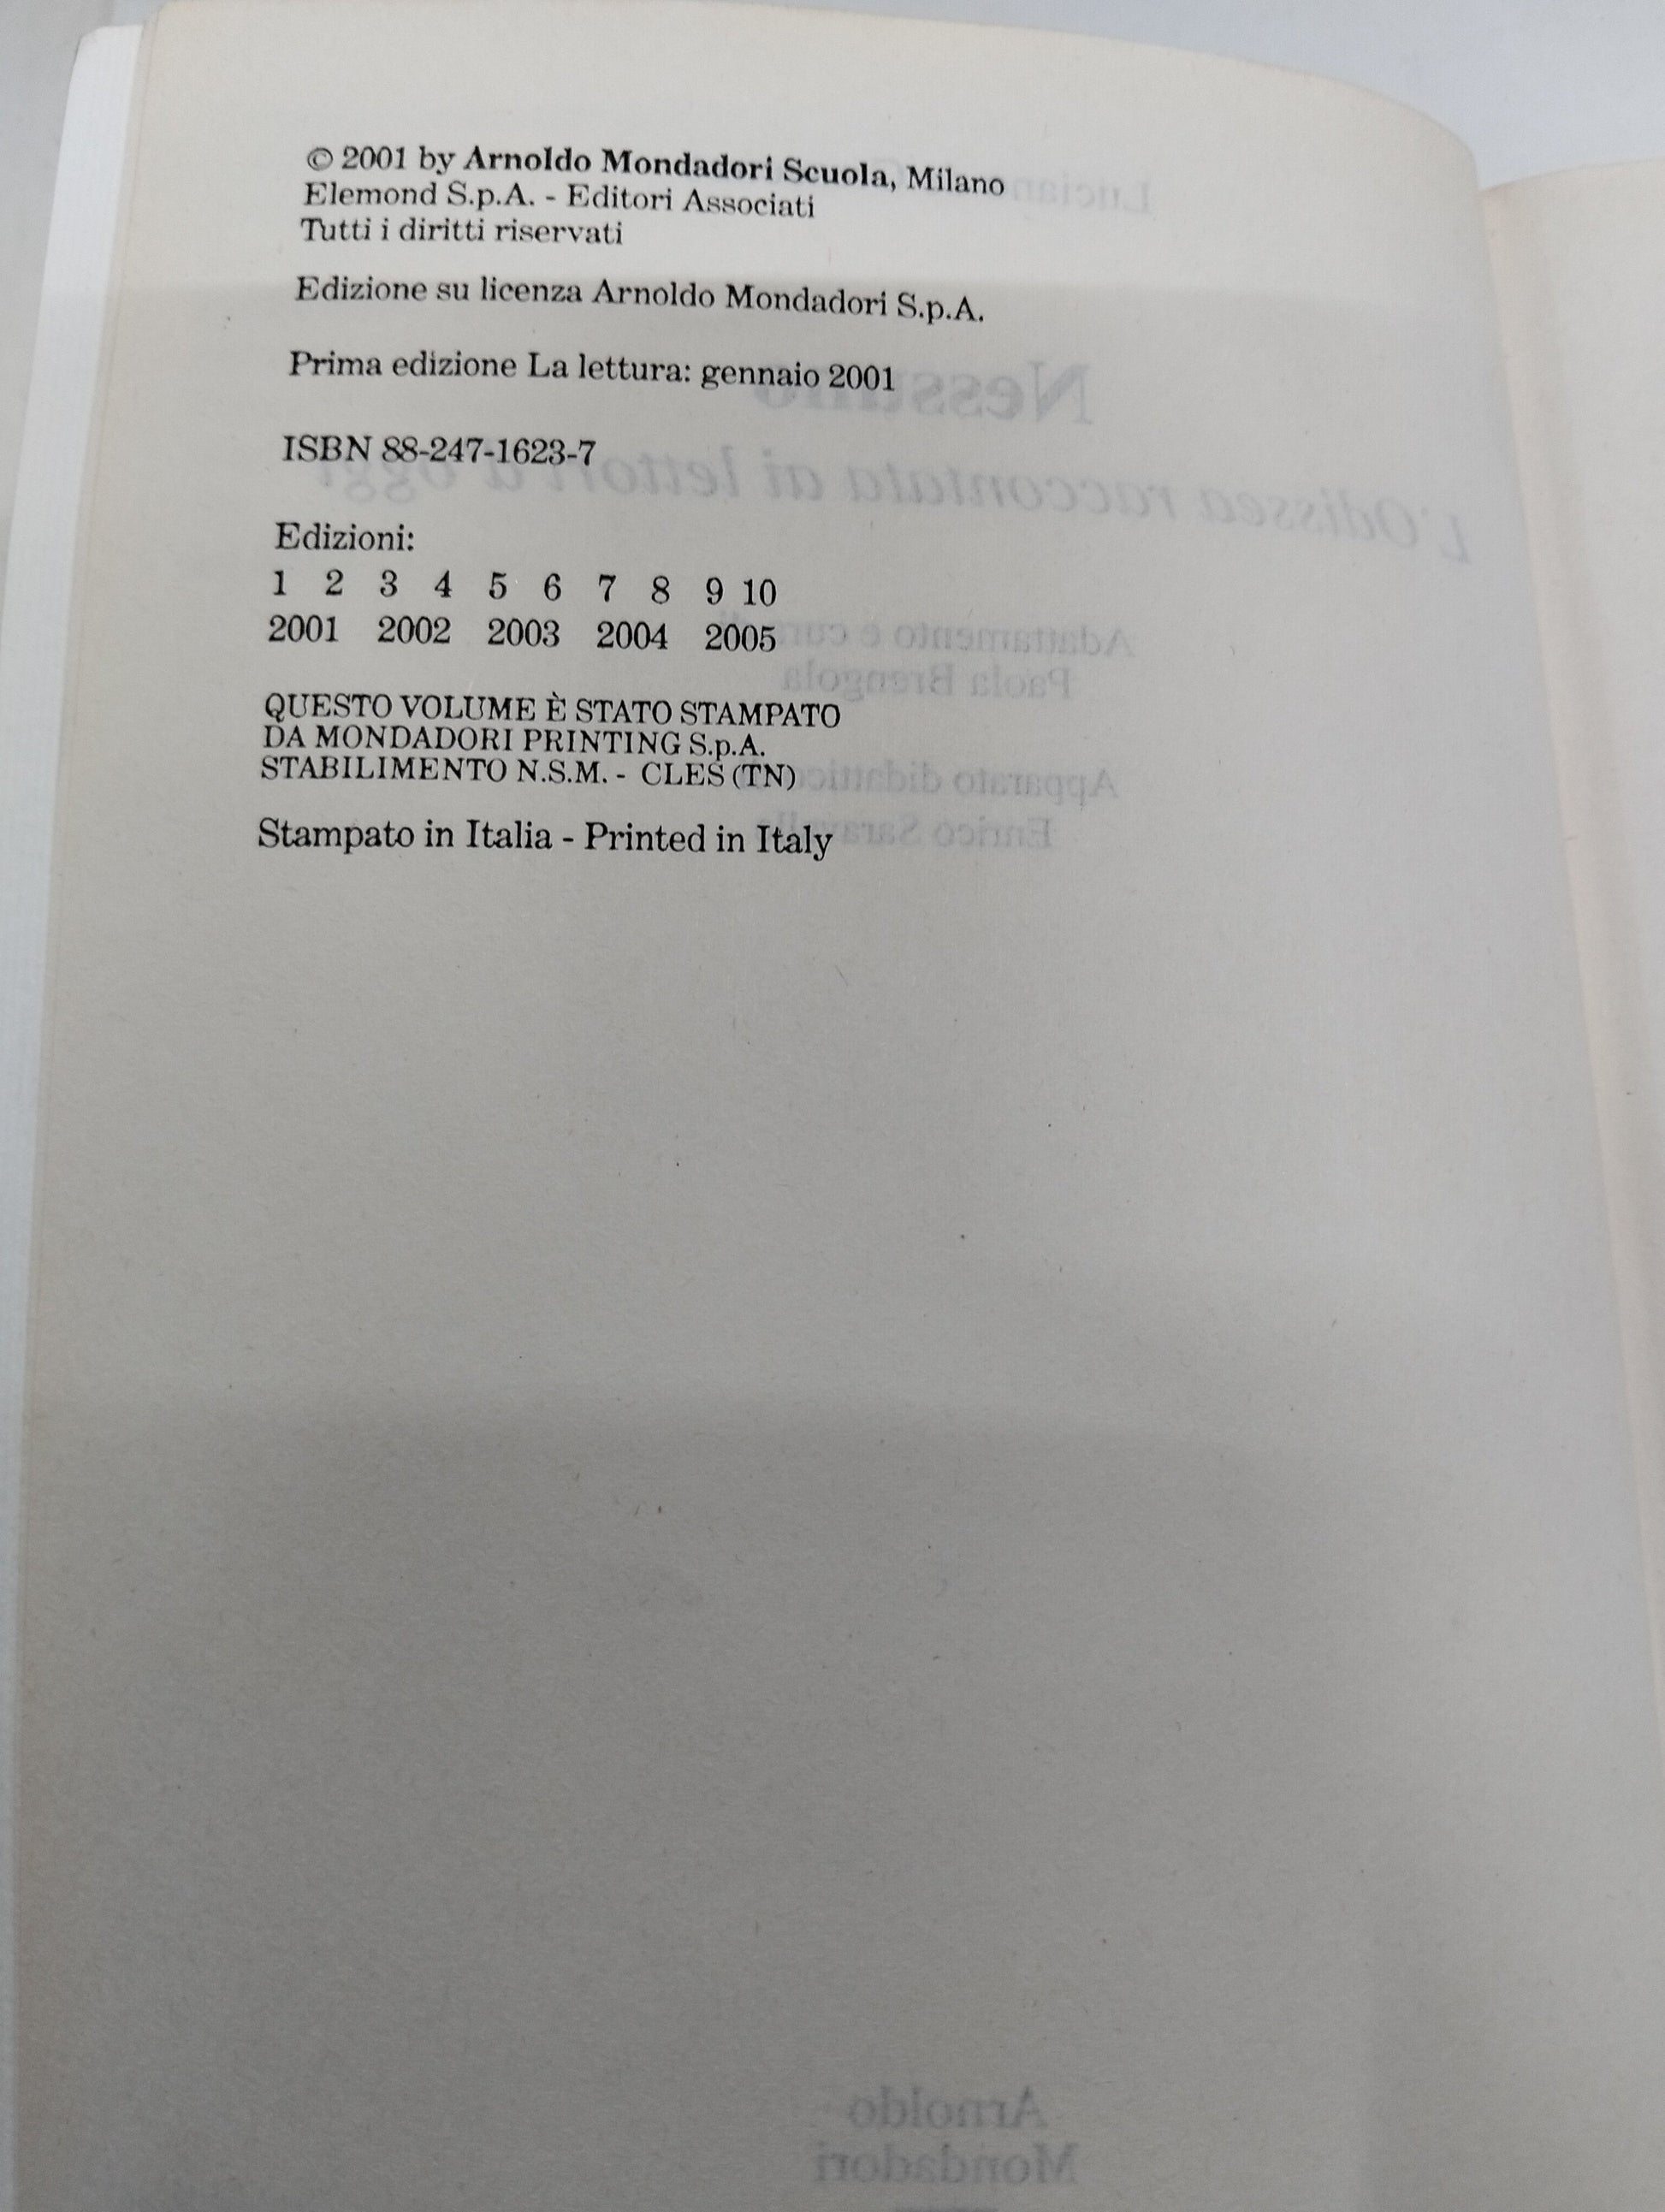 © 2001 by Arnoldo Mondadori Scuola, Milano
Elemond S.p.A. - Editori Associati
Tutti i diritti riservati
Edizione su licenza Arnoldo Mondadori S.p.A.
Prima edizione La lettura: gennaio 2001
ISBN 88-247-1623-7
Edizioni:
1 2 3 4 5 6 7 8 9 10
2001 2002 2003 2004 2005
QUESTO VOLUME È STATO STAMPATO
DA MONDADORI PRINTING S.p.A.
STABILIMENTO N.S.M. - CLES (TN)
Stampato in Italia - Printed in Italy
Arnoldo
Mondadori